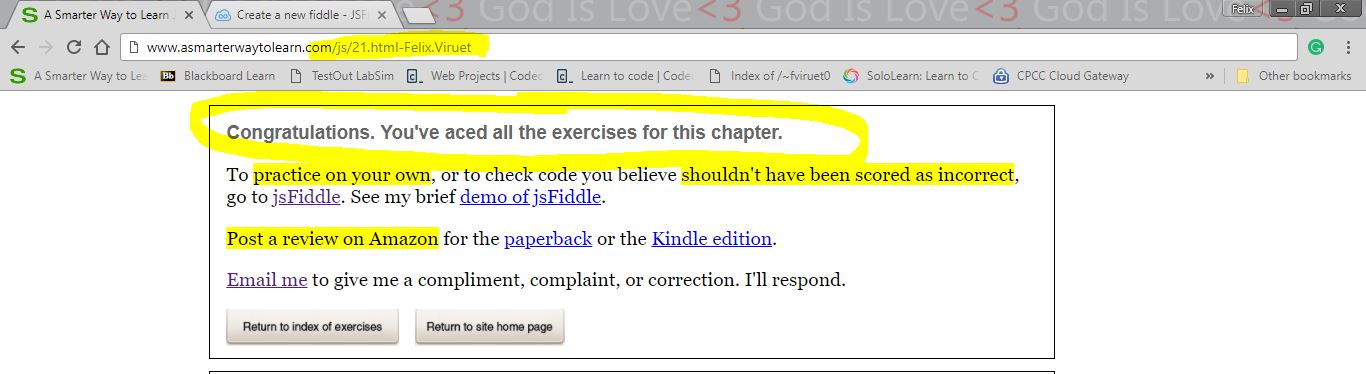 <3 God Is Love<3 God Is Love<3 God Is Love<3
A Smarter Way to Learn
Create a new fiddle - JSF
Felix
www.asmarterwaytolearn.com/js/21.html-Felix.Viruet
A Smarter Way to Lea
Bb Blackboard Learn
TestOut LabSim
Web Projects | Codec
Learn to code | Codec
Index of /~fviruet0
SoloLearn: Learn to C
CPCC Cloud Gateway
»
Other bookmarks
Congratulations. You've aced all the exercises for this chapter.
To practice on your own, or to check code you believe shouldn't have been scored as incorrect,
go to jsFiddle. See my brief demo of jsFiddle.
Post a review on Amazon for the paperback or the Kindle edition.
Email me to give me a compliment, complaint, or correction. I'll respond.
Return to index of exercises
Return to site home page